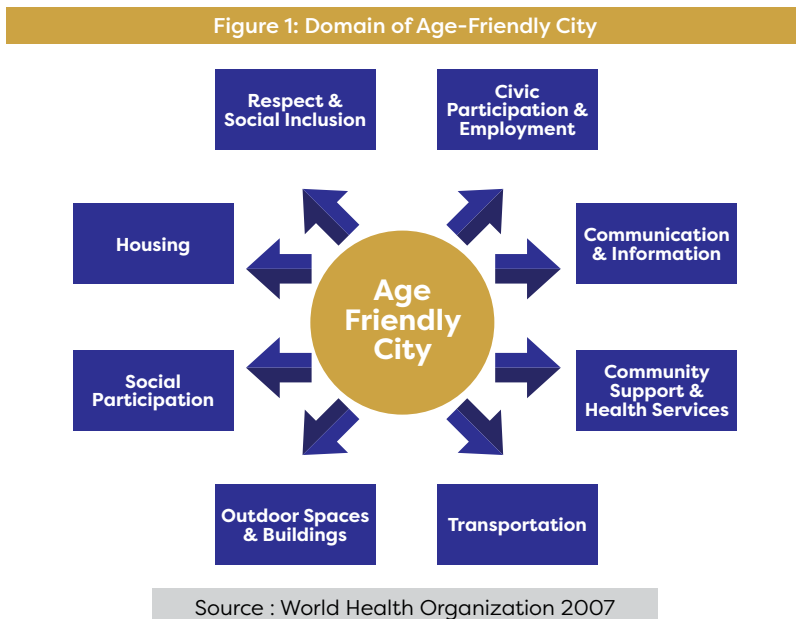 Figure 1: Domain of Age-Friendly City
Respect &
Social Inclusion
Civic
Participation &
Employment
Housing
Communication
& Information
Age
Friendly
City
Social
Participation
Community
Support &
Health Services
Outdoor Spaces
& Buildings
Transportation
Source : World Health Organization 2007